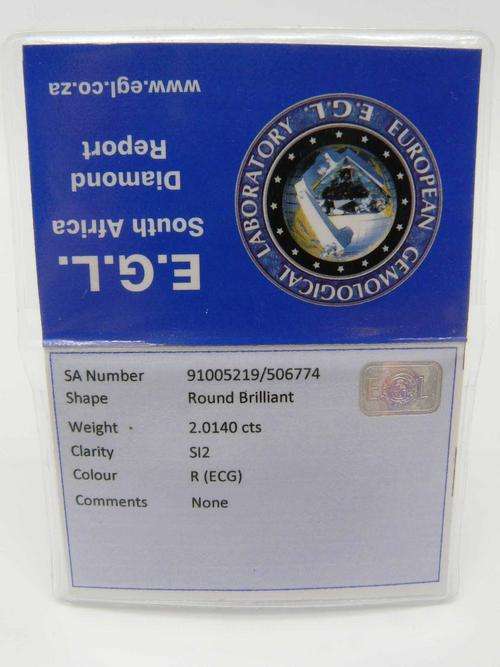 E.G.L.
South Africa
Diamond
Report
www.egl.co.za
EUROPEAN GEMOLOGICAL LABORATORY
E.G.L.
SA Number 91005219/506774
Shape Round Brilliant
Weight 2.0140 cts
Clarity SI2
Colour R (ECG)
Comments None